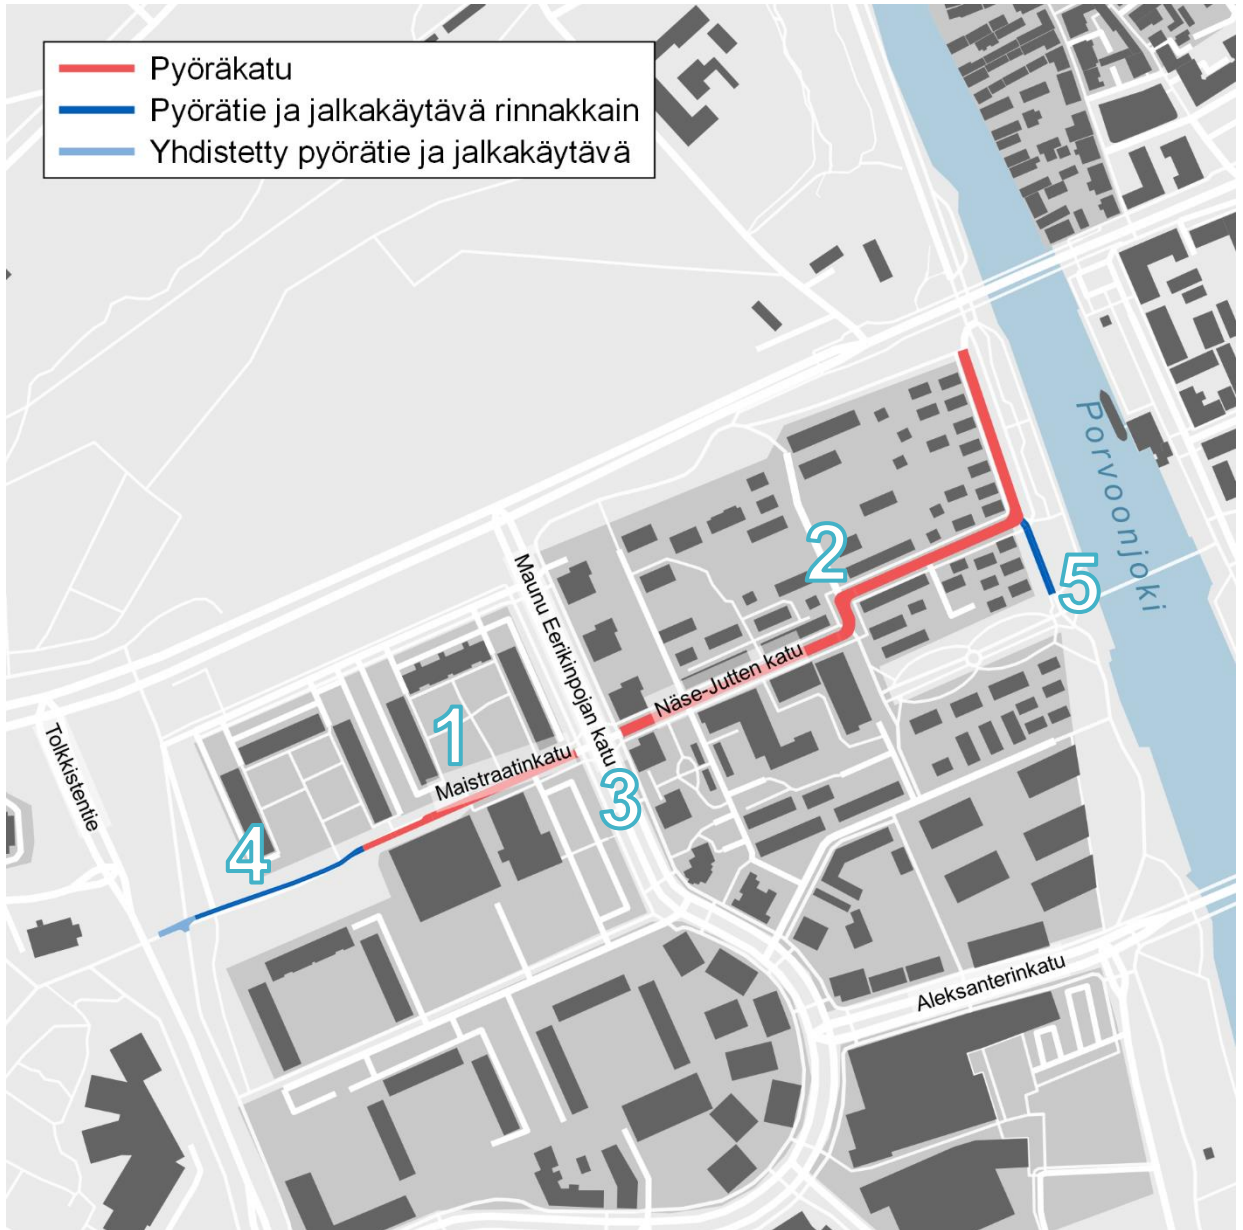 Pyöräkatu
Pyörätie ja jalkakäytävä rinnakkain
Yhdistetty pyörätie ja jalkakäytävä
Porvoonjoki
2
5
Maunu Eerikinpojan katu
Näse-Jutten katu
1
Maistraatinkatu
Tolkkistentie
3
4
Aleksanterinkatu